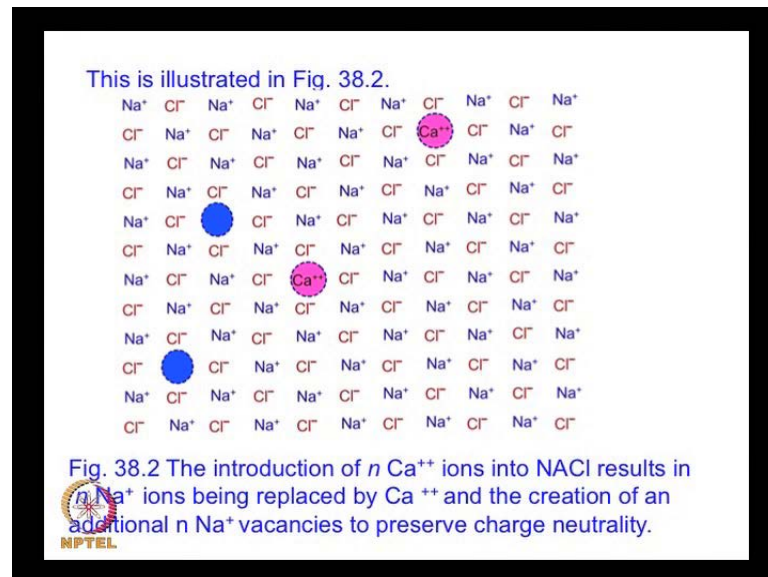 This is illustrated in Fig. 38.2.
Na⁺ Cl⁻ Na⁺ Cl⁻ Na⁺ Cl⁻ Na⁺ Cl⁻ Na⁺ Cl⁻ Na⁺
Cl⁻ Na⁺ Cl⁻ Na⁺ Cl⁻ Na⁺ Cl⁻ Ca⁺⁺ Cl⁻ Na⁺ Cl⁻
Na⁺ Cl⁻ Na⁺ Cl⁻ Na⁺ Cl⁻ Na⁺ Cl⁻ Na⁺ Cl⁻ Na⁺
Cl⁻ Na⁺ Cl⁻ Na⁺ Cl⁻ Na⁺ Cl⁻ Na⁺ Cl⁻ Na⁺ Cl⁻
Na⁺ Cl⁻ Cl⁻ Na⁺ Cl⁻ Na⁺ Cl⁻ Na⁺ Cl⁻ Na⁺
Cl⁻ Na⁺ Cl⁻ Na⁺ Cl⁻ Na⁺ Cl⁻ Na⁺ Cl⁻ Na⁺ Cl⁻
Na⁺ Cl⁻ Na⁺ Cl⁻ Ca⁺⁺ Cl⁻ Na⁺ Cl⁻ Na⁺ Cl⁻ Na⁺
Cl⁻ Na⁺ Cl⁻ Na⁺ Cl⁻ Na⁺ Cl⁻ Na⁺ Cl⁻ Na⁺ Cl⁻
Na⁺ Cl⁻ Na⁺ Cl⁻ Na⁺ Cl⁻ Na⁺ Cl⁻ Na⁺ Cl⁻ Na⁺
Cl⁻ Cl⁻ Na⁺ Cl⁻ Na⁺ Cl⁻ Na⁺ Cl⁻ Na⁺ Cl⁻
Na⁺ Cl⁻ Na⁺ Cl⁻ Na⁺ Cl⁻ Na⁺ Cl⁻ Na⁺ Cl⁻ Na⁺
Cl⁻ Na⁺ Cl⁻ Na⁺ Cl⁻ Na⁺ Cl⁻ Na⁺ Cl⁻ Na⁺ Cl⁻
Fig. 38.2 The introduction of n Ca⁺⁺ ions into NACl results in
n Na⁺ ions being replaced by Ca ⁺⁺ and the creation of an
additional n Na⁺ vacancies to preserve charge neutrality.
NPTEL